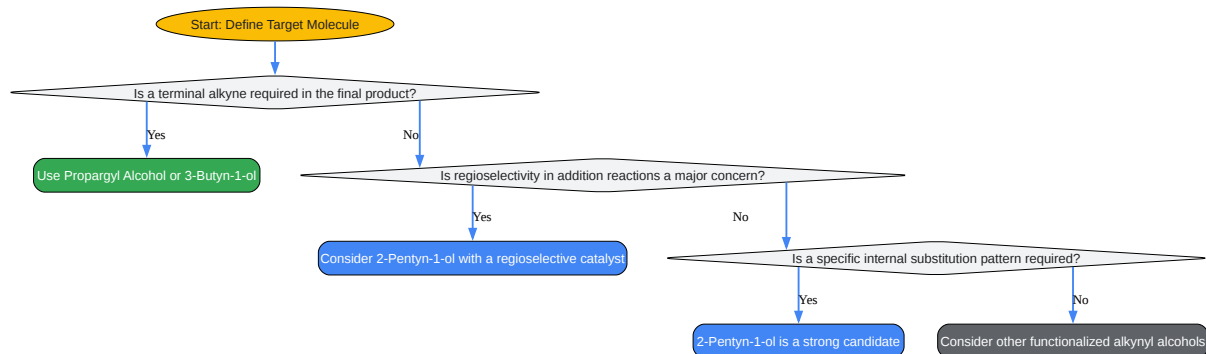 Start: Define Target Molecule
Is a terminal alkyne required in the final product?
Yes
No
Use Propargyl Alcohol or 3-Butyn-1-ol
Is regioselectivity in addition reactions a major concern?
Yes
No
Consider 2-Pentyn-1-ol with a regioselective catalyst
Is a specific internal substitution pattern required?
Yes
No
2-Pentyn-1-ol is a strong candidate
Consider other functionalized alkynyl alcohols